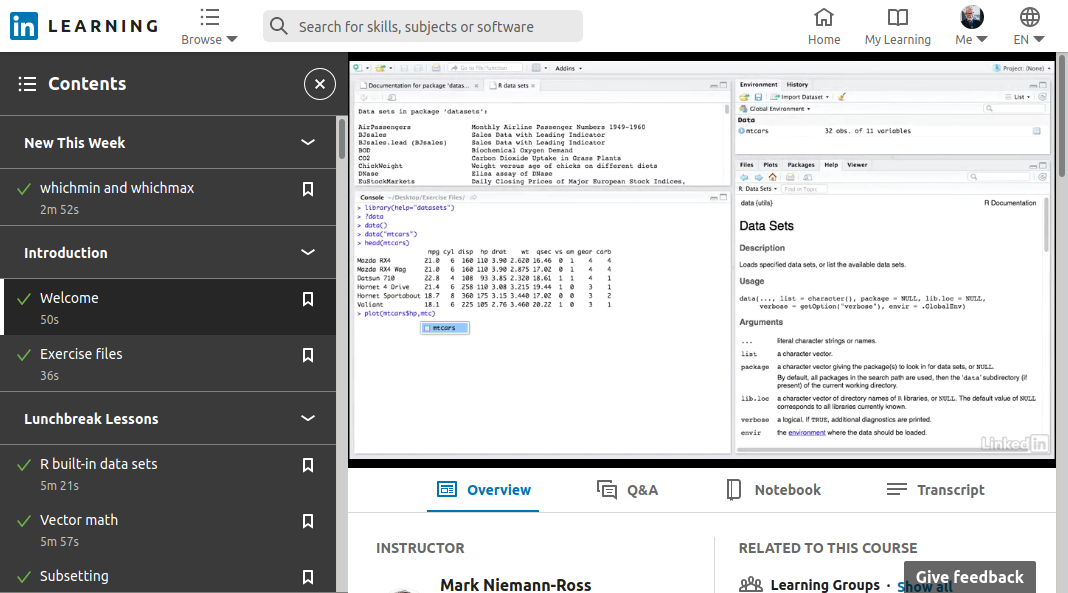 in LEARNING
Browse
Search for skills, subjects or software
Home
My Learning
Me
EN
Contents
New This Week
whichmin and whichmax
2m 52s
Introduction
Welcome
50s
Exercise files
36s
Lunchbreak Lessons
R built-in data sets
5m 21s
Vector math
5m 57s
Subsetting
Go to file/function
Addins
Project: (None)
Documentation for package 'datas...
R data sets
Data sets in package 'datasets':
AirPassengers Monthly Airline Passenger Numbers 1949-1960
BJsales Sales Data with Leading Indicator
BJsales.lead (BJsales) Sales Data with Leading Indicator
BOD Biochemical Oxygen Demand
CO2 Carbon Dioxide Uptake in Grass Plants
ChickWeight Weight versus age of chicks on different diets
DNase Elisa assay of DNase
EuStockMarkets Daily Closing Prices of Major European Stock Indices,
Console ~/Desktop/Exercise Files/
> library(help="datasets")
> ?data
> data()
> data("mtcars")
> head(mtcars)
mpg cyl disp hp drat wt qsec vs am gear carb
Mazda RX4 21.0 6 160 110 3.90 2.620 16.46 0 1 4 4
Mazda RX4 Wag 21.0 6 160 110 3.90 2.875 17.02 0 1 4 4
Datsun 710 22.8 4 108 93 3.85 2.320 18.61 1 1 4 1
Hornet 4 Drive 21.4 6 258 110 3.08 3.215 19.44 1 0 3 1
Hornet Sportabout 18.7 8 360 175 3.15 3.440 17.02 0 0 3 2
Valiant 18.1 6 225 105 2.76 3.460 20.22 1 0 3 1
> plot(mtcars$hp,mtc)
mtcars
Environment History
Import Dataset
List
Global Environment
Data
mtcars 32 obs. of 11 variables
Files Plots Packages Help Viewer
R: Data Sets Find in Topic
data {utils} R Documentation
Data Sets
Description
Loads specified data sets, or list the available data sets.
Usage
data(..., list = character(), package = NULL, lib.loc = NULL,
verbose = getOption("verbose"), envir = .GlobalEnv)
Arguments
... literal character strings or names.
list a character vector.
package a character vector giving the package(s) to look in for data sets, or NULL.
By default, all packages in the search path are used, then the 'data' subdirectory (if
present) of the current working directory.
lib.loc a character vector of directory names of R libraries, or NULL. The default value of NULL
corresponds to all libraries currently known.
verbose a logical. If TRUE, additional diagnostics are printed.
envir the environment where the data should be loaded.
Linked in
Overview
Q&A
Notebook
Transcript
INSTRUCTOR
Mark Niemann-Ross
RELATED TO THIS COURSE
Learning Groups · Show all
Give feedback